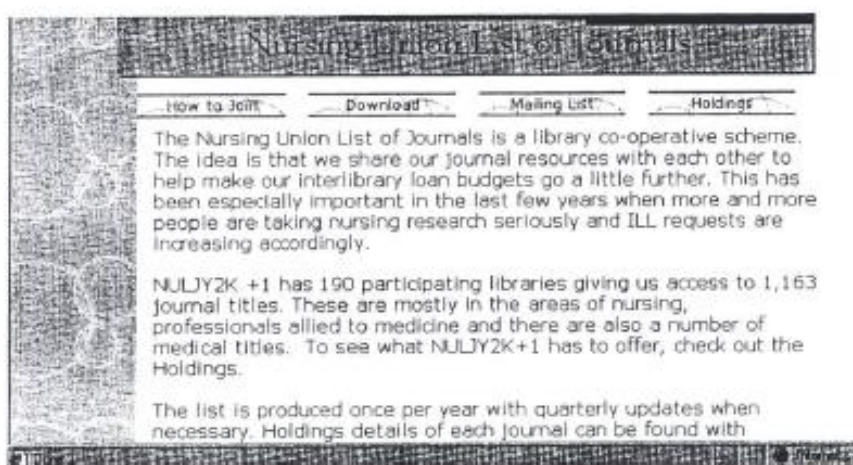 Nursing Union List of Journals
How to Join Download Mailing List Holdings
The Nursing Union List of Journals is a library co-operative scheme.
The idea is that we share our journal resources with each other to
help make our interlibrary loan budgets go a little further. This has
been especially important in the last few years when more and more
people are taking nursing research seriously and ILL requests are
increasing accordingly.
NULJY2K +1 has 190 participating libraries giving us access to 1,163
journal titles. These are mostly in the areas of nursing,
professionals allied to medicine and there are also a number of
medical titles. To see what NULJY2K+1 has to offer, check out the
Holdings.
The list is produced once per year with quarterly updates when
necessary. Holdings details of each journal can be found with